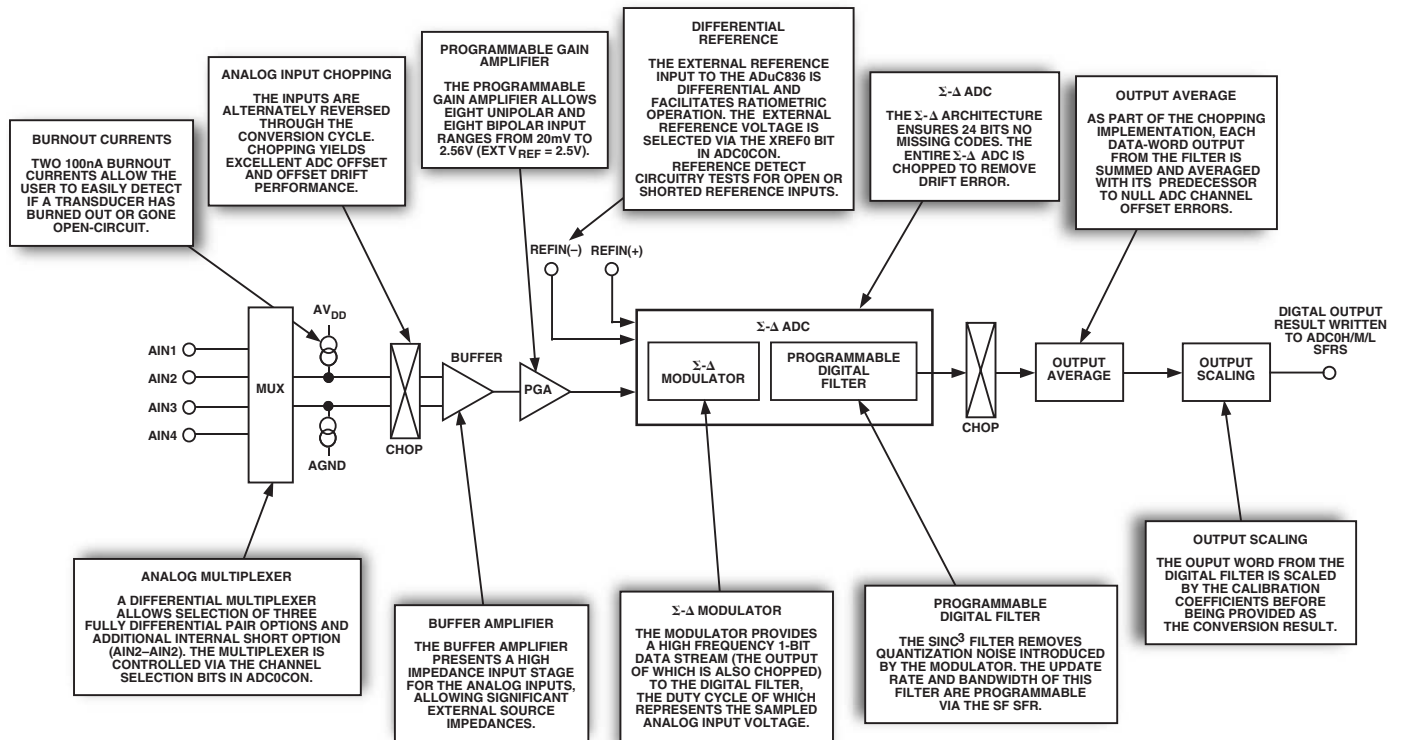 BURNOUT CURRENTS
TWO 100nA BURNOUT
CURRENTS ALLOW THE
USER TO EASILY DETECT
IF A TRANSDUCER HAS
BURNED OUT OR GONE
OPEN-CIRCUIT.
ANALOG INPUT CHOPPING
THE INPUTS ARE
ALTERNATELY REVERSED
THROUGH THE
CONVERSION CYCLE.
CHOPPING YIELDS
EXCELLENT ADC OFFSET
AND OFFSET DRIFT
PERFORMANCE.
PROGRAMMABLE GAIN
AMPLIFIER
THE PROGRAMMABLE
GAIN AMPLIFIER ALLOWS
EIGHT UNIPOLAR AND
EIGHT BIPOLAR INPUT
RANGES FROM 20mV TO
2.56V (EXT VREF = 2.5V).
DIFFERENTIAL
REFERENCE
THE EXTERNAL REFERENCE
INPUT TO THE ADuC836 IS
DIFFERENTIAL AND
FACILITATES RATIOMETRIC
OPERATION. THE EXTERNAL
REFERENCE VOLTAGE IS
SELECTED VIA THE XREF0 BIT
IN ADC0CON.
REFERENCE DETECT
CIRCUITRY TESTS FOR OPEN OR
SHORTED REFERENCE INPUTS.
Σ-Δ ADC
THE Σ-Δ ARCHITECTURE
ENSURES 24 BITS NO
MISSING CODES. THE
ENTIRE Σ-Δ ADC IS
CHOPPED TO REMOVE
DRIFT ERROR.
OUTPUT AVERAGE
AS PART OF THE CHOPPING
IMPLEMENTATION, EACH
DATA-WORD OUTPUT
FROM THE FILTER IS
SUMMED AND AVERAGED
WITH ITS PREDECESSOR
TO NULL ADC CHANNEL
OFFSET ERRORS.
REFIN(–) REFIN(+)
AIN1
AIN2
AIN3
AIN4
MUX
AVDD
AGND
CHOP
BUFFER
PGA
Σ-Δ ADC
Σ-Δ
MODULATOR
PROGRAMMABLE
DIGITAL
FILTER
CHOP
OUTPUT
AVERAGE
OUTPUT
SCALING
DIGTAL OUTPUT
RESULT WRITTEN
TO ADC0H/M/L
SFRS
ANALOG MULTIPLEXER
A DIFFERENTIAL MULTIPLEXER
ALLOWS SELECTION OF THREE
FULLY DIFFERENTIAL PAIR OPTIONS AND
ADDITIONAL INTERNAL SHORT OPTION
(AIN2–AIN2). THE MULTIPLEXER IS
CONTROLLED VIA THE CHANNEL
SELECTION BITS IN ADC0CON.
BUFFER AMPLIFIER
THE BUFFER AMPLIFIER
PRESENTS A HIGH
IMPEDANCE INPUT STAGE
FOR THE ANALOG INPUTS,
ALLOWING SIGNIFICANT
EXTERNAL SOURCE
IMPEDANCES.
Σ-Δ MODULATOR
THE MODULATOR PROVIDES
A HIGH FREQUENCY 1-BIT
DATA STREAM (THE OUTPUT
OF WHICH IS ALSO CHOPPED)
TO THE DIGITAL FILTER,
THE DUTY CYCLE OF WHICH
REPRESENTS THE SAMPLED
ANALOG INPUT VOLTAGE.
PROGRAMMABLE
DIGITAL FILTER
THE SINC3 FILTER REMOVES
QUANTIZATION NOISE INTRODUCED
BY THE MODULATOR. THE UPDATE
RATE AND BANDWIDTH OF THIS
FILTER ARE PROGRAMMABLE
VIA THE SF SFR.
OUTPUT SCALING
THE OUPUT WORD FROM THE
DIGITAL FILTER IS SCALED
BY THE CALIBRATION
COEFFICIENTS BEFORE
BEING PROVIDED AS
THE CONVERSION RESULT.